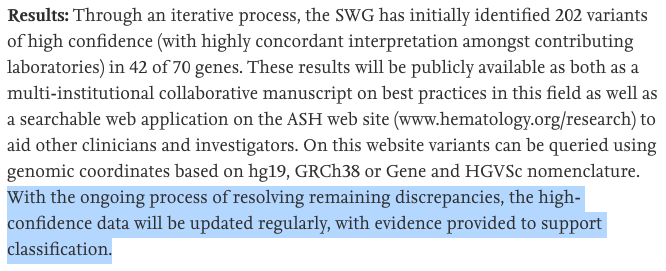 Results: Through an iterative process, the SWG has initially identified 202 variants
of high confidence (with highly concordant interpretation amongst contributing
laboratories) in 42 of 70 genes. These results will be publicly available as both as a
multi-institutional collaborative manuscript on best practices in this field as well as
a searchable web application on the ASH web site (www.hematology.org/research) to
aid other clinicians and investigators. On this website variants can be queried using
genomic coordinates based on hg19, GRCh38 or Gene and HGVSc nomenclature.
With the ongoing process of resolving remaining discrepancies, the high-
confidence data will be updated regularly, with evidence provided to support
classification.